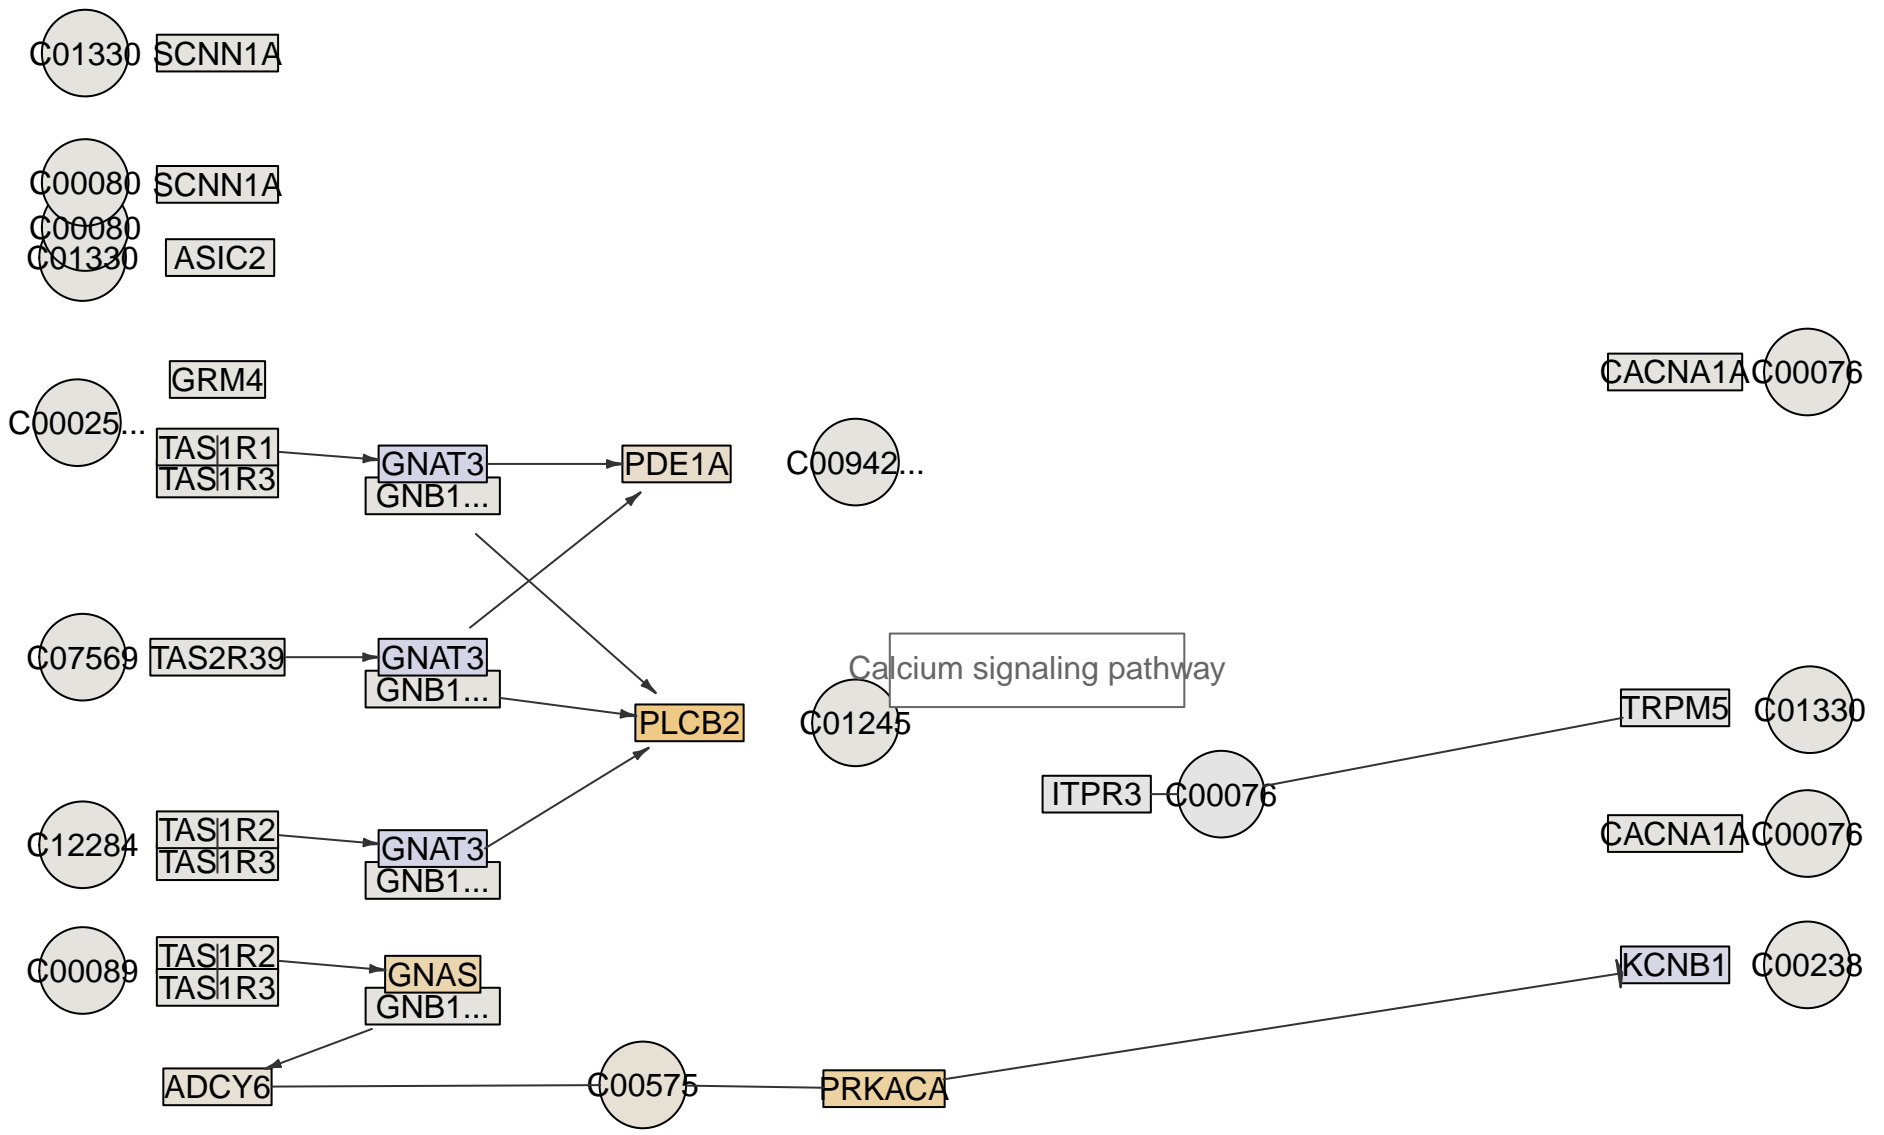 C01330 SCNN1A
C00080 SCNN1A
C00080
C01330 ASIC2
CACNA1A C00076
GRM4
C00025...
TAS1R1
GNAT3 PDE1A C00942...
TAS1R3
GNB1...
C07569 TAS2R39 GNAT3
Calcium signaling pathway
GNB1...
TRPM5 C01330
PLCB2 C01245
ITPR3 C00076
TAS1R2
CACNA1A C00076
C12284
GNAT3
TAS1R3
GNB1...
TAS1R2
KCNB1 C00238
C00089
GNAS
TAS1R3
GNB1...
ADCY6 C00575 PRKACA